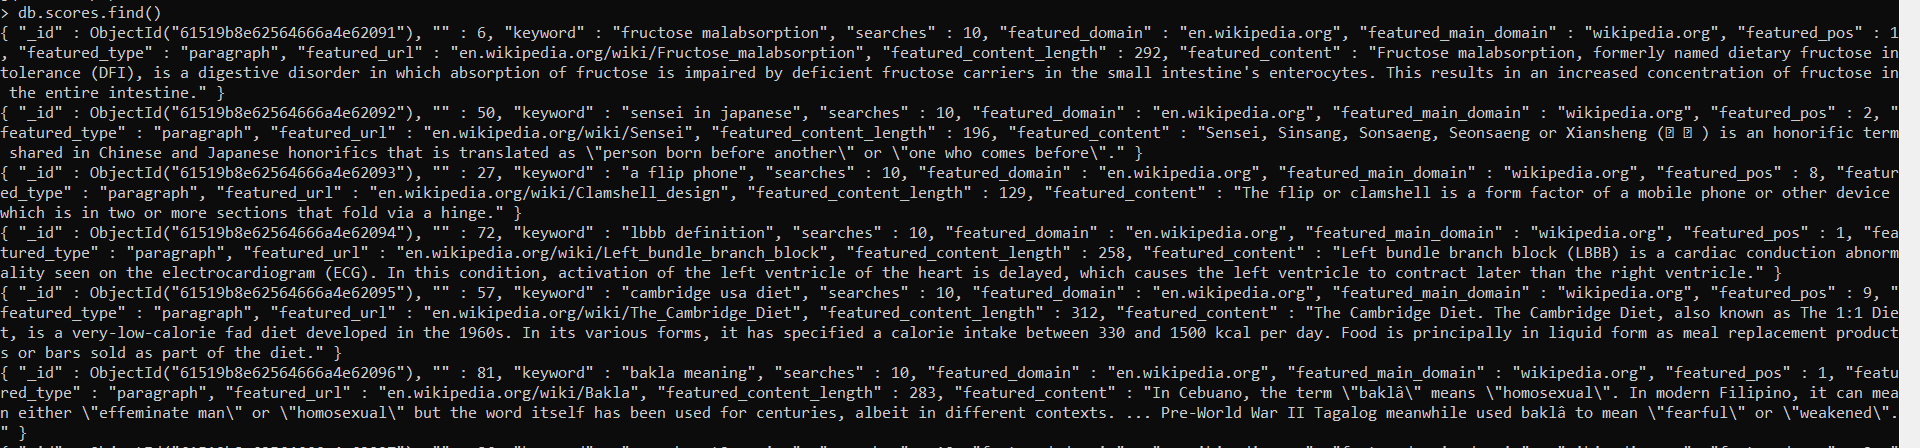 > db.scores.find()
{ "_id" : ObjectId("61519b8e62564666a4e62091"), "" : 6, "keyword" : "fructose malabsorption", "searches" : 10, "featured_domain" : "en.wikipedia.org", "featured_main_domain" : "wikipedia.org", "featured_pos" : 1
, "featured_type" : "paragraph", "featured_url" : "en.wikipedia.org/wiki/Fructose_malabsorption", "featured_content_length" : 292, "featured_content" : "Fructose malabsorption, formerly named dietary fructose in
tolerance (DFI), is a digestive disorder in which absorption of fructose is impaired by deficient fructose carriers in the small intestine's enterocytes. This results in an increased concentration of fructose in
 the entire intestine." }
{ "_id" : ObjectId("61519b8e62564666a4e62092"), "" : 50, "keyword" : "sensei in japanese", "searches" : 10, "featured_domain" : "en.wikipedia.org", "featured_main_domain" : "wikipedia.org", "featured_pos" : 2, "
featured_type" : "paragraph", "featured_url" : "en.wikipedia.org/wiki/Sensei", "featured_content_length" : 196, "featured_content" : "Sensei, Sinsang, Sonsaeng, Seonsaeng or Xiansheng ( ) is an honorific term
 shared in Chinese and Japanese honorifics that is translated as \"person born before another\" or \"one who comes before\"." }
{ "_id" : ObjectId("61519b8e62564666a4e62093"), "" : 27, "keyword" : "a flip phone", "searches" : 10, "featured_domain" : "en.wikipedia.org", "featured_main_domain" : "wikipedia.org", "featured_pos" : 8, "featur
ed_type" : "paragraph", "featured_url" : "en.wikipedia.org/wiki/Clamshell_design", "featured_content_length" : 129, "featured_content" : "The flip or clamshell is a form factor of a mobile phone or other device
which is in two or more sections that fold via a hinge." }
{ "_id" : ObjectId("61519b8e62564666a4e62094"), "" : 72, "keyword" : "lbbb definition", "searches" : 10, "featured_domain" : "en.wikipedia.org", "featured_main_domain" : "wikipedia.org", "featured_pos" : 1, "fea
tured_type" : "paragraph", "featured_url" : "en.wikipedia.org/wiki/Left_bundle_branch_block", "featured_content_length" : 258, "featured_content" : "Left bundle branch block (LBBB) is a cardiac conduction abnorm
ality seen on the electrocardiogram (ECG). In this condition, activation of the left ventricle of the heart is delayed, which causes the left ventricle to contract later than the right ventricle." }
{ "_id" : ObjectId("61519b8e62564666a4e62095"), "" : 57, "keyword" : "cambridge usa diet", "searches" : 10, "featured_domain" : "en.wikipedia.org", "featured_main_domain" : "wikipedia.org", "featured_pos" : 9, "
featured_type" : "paragraph", "featured_url" : "en.wikipedia.org/wiki/The_Cambridge_Diet", "featured_content_length" : 312, "featured_content" : "The Cambridge Diet. The Cambridge Diet, also known as The 1:1 Die
t, is a very-low-calorie fad diet developed in the 1960s. In its various forms, it has specified a calorie intake between 330 and 1500 kcal per day. Food is principally in liquid form as meal replacement product
s or bars sold as part of the diet." }
{ "_id" : ObjectId("61519b8e62564666a4e62096"), "" : 81, "keyword" : "bakla meaning", "searches" : 10, "featured_domain" : "en.wikipedia.org", "featured_main_domain" : "wikipedia.org", "featured_pos" : 1, "featu
red_type" : "paragraph", "featured_url" : "en.wikipedia.org/wiki/Bakla", "featured_content_length" : 283, "featured_content" : "In Cebuano, the term \"baklâ\" means \"homosexual\". In modern Filipino, it can mea
n either \"effeminate man\" or \"homosexual\" but the word itself has been used for centuries, albeit in different contexts. ... Pre-World War II Tagalog meanwhile used baklâ to mean \"fearful\" or \"weakened\".
" }